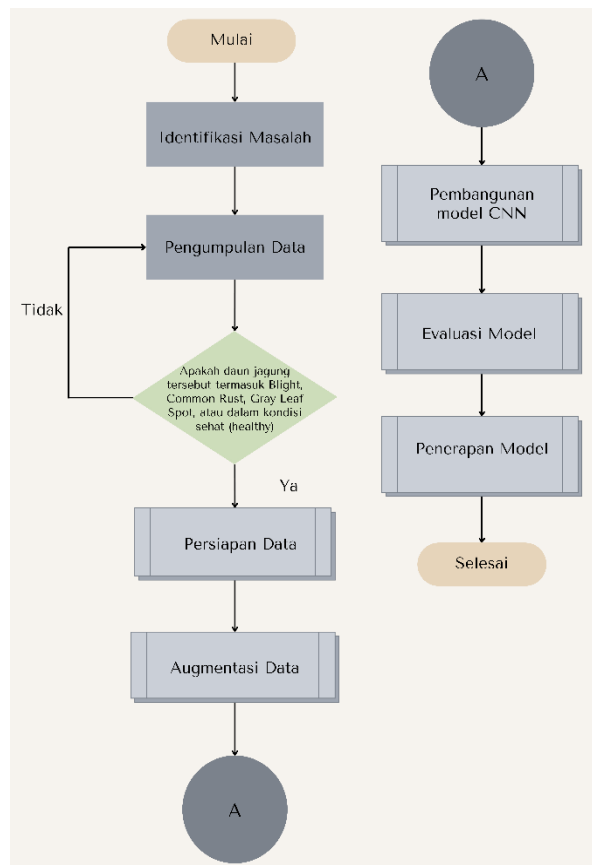 Mulai
Identifikasi Masalah
Pengumpulan Data
Tidak
Apakah daun jagung
tersebut termasuk Blight,
Common Rust, Gray Leaf
Spot, atau dalam kondisi
sehat (healthy)
Ya
Persiapan Data
Augmentasi Data
A
A
Pembangunan
model CNN
Evaluasi Model
Penerapan Model
Selesai